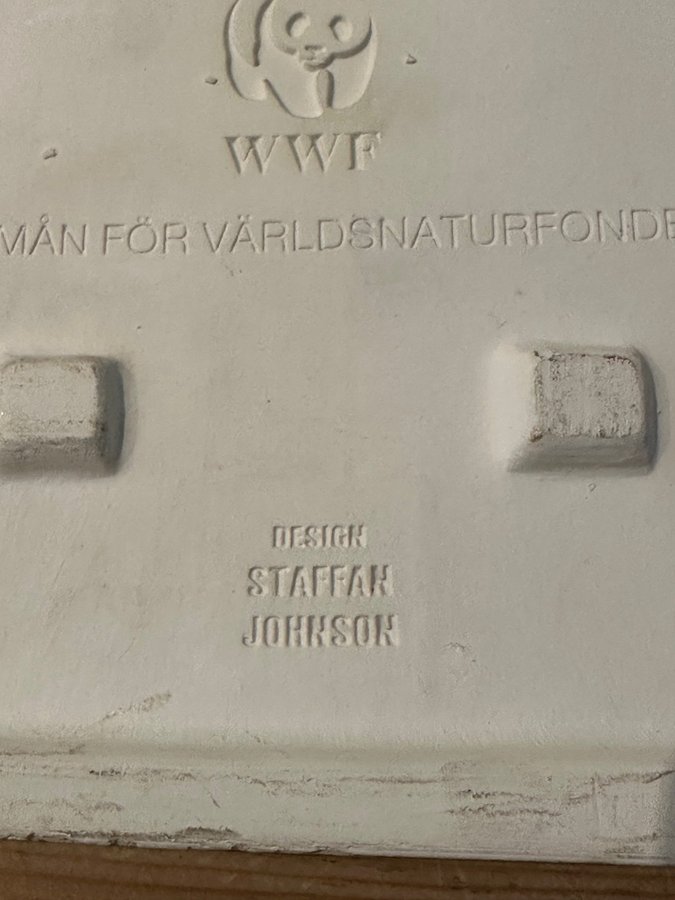 WWF
MÅN FÖR VÄRLDSNATURFONDE
DESIGN
STAFFAN
JOHNSON